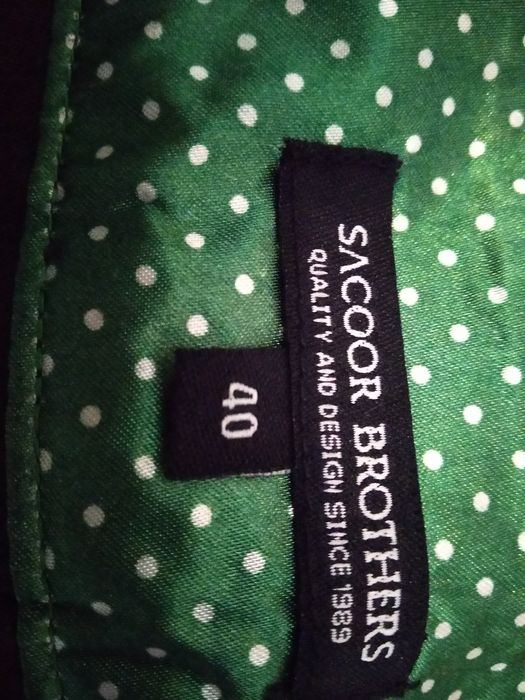 SACOOR BROTHERS
QUALITY AND DESIGN SINCE 1989
40